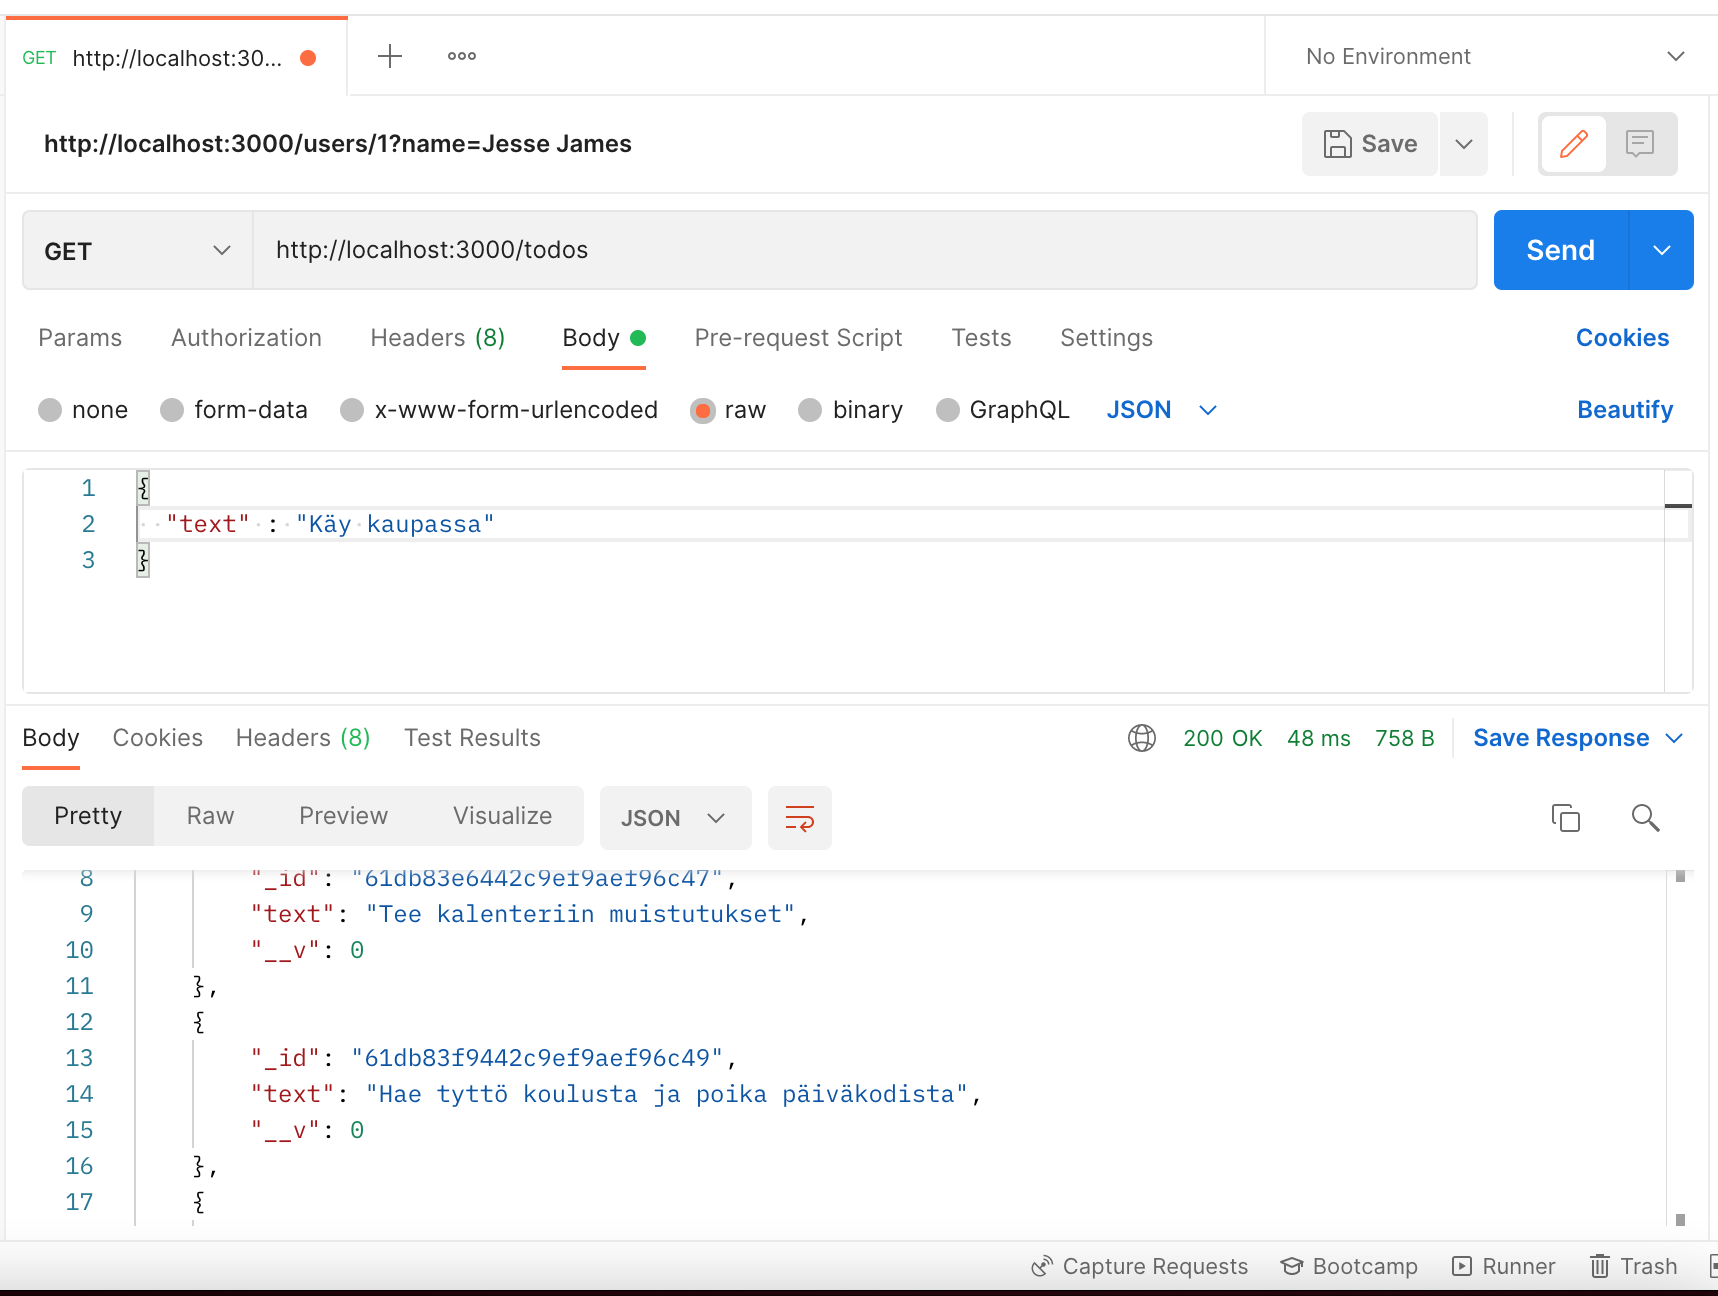 GET http://localhost:30... No Environment
http://localhost:3000/users/1?name=Jesse James Save
GET http://localhost:3000/todos Send
Params Authorization Headers (8) Body Pre-request Script Tests Settings Cookies
none form-data x-www-form-urlencoded raw binary GraphQL JSON Beautify
1 {
2 "text" : "Käy kaupassa"
3 }
Body Cookies Headers (8) Test Results 200 OK 48 ms 758 B Save Response
Pretty Raw Preview Visualize JSON
8 "_id": "61db83e6442c9ef9aef96c47",
9 "text": "Tee kalenteriin muistutukset",
10 "__v": 0
11 },
12 {
13 "_id": "61db83f9442c9ef9aef96c49",
14 "text": "Hae tyttö koulusta ja poika päiväkodista",
15 "__v": 0
16 },
17 {
Capture Requests Bootcamp Runner Trash